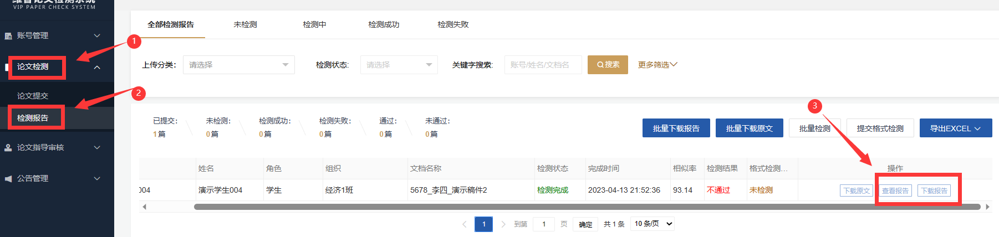 维普论文检测系统
VIP PAPER CHECK SYSTEM
账号管理
论文检测
论文提交
检测报告
论文指导审核
公告管理
1
2
3
全部检测报告 未检测 检测中 检测成功 检测失败
上传分类: 请选择 检测状态: 请选择 关键字搜索: 账号/姓名/文档名 搜索 更多筛选
已提交: 未检测: 检测成功: 检测失败: 通过: 未通过:
1篇 0篇 0篇 0篇 0篇 0篇
批量下载报告 批量下载原文 批量检测 提交格式检测 导出EXCEL
姓名 角色 组织 文档名称 检测状态 完成时间 相似率 检测结果 格式检测... 操作
004 演示学生004 学生 经济1班 5678_李四_演示稿件2 检测完成 2023-04-13 21:52:36 93.14 不通过 未检测 下载原文 查看报告 下载报告
1 到第 1 页 确定 共 1 条 10 条/页